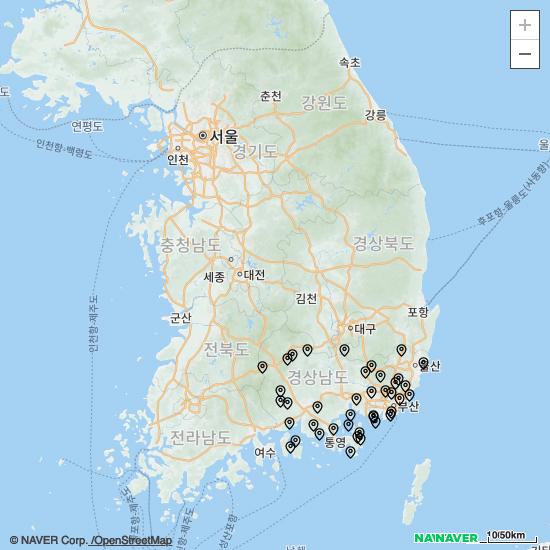 +
−
속초
춘천
강원도
강릉
도
연평도
서울
울
인천
인천항-백령도
경기도
후포항-울릉도(사동항)
충청남도
경상북도
세종
대전
김천
포항
인천항-제주도
군산
대구
전북도
경상남도
울산
부산
전라남도
여수
통영
© NAVER Corp. /OpenStreetMap
NAVER
10/50km